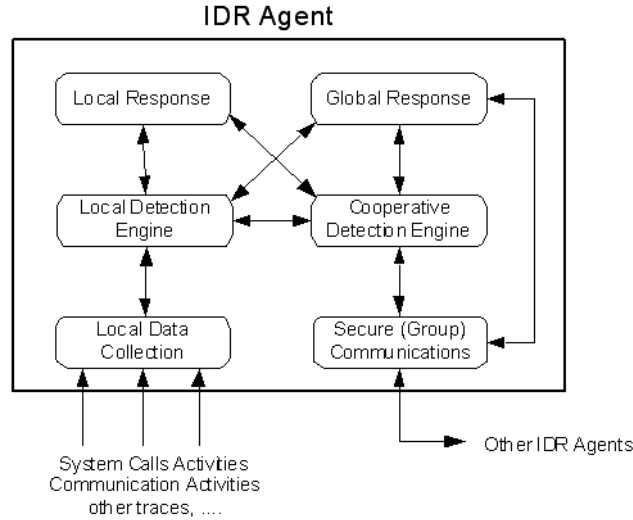 IDR Agent
Local Response
Global Response
Local Detection
Engine
Cooperative
Detection Engine
Local Data
Collection
Secure (Group)
Communications
Other IDR Agents
System Calls Activities
Communication Activities
other traces, ....